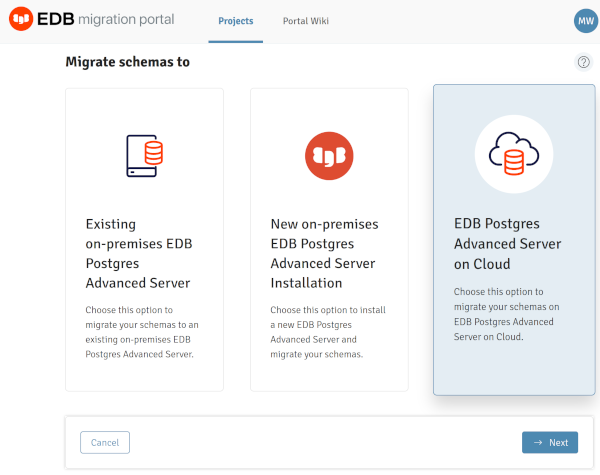 EDB migration portal
Projects
Portal Wiki
MW
Migrate schemas to
?
Existing
on-premises EDB
Postgres
Advanced Server
Choose this option to
migrate your schemas to an
existing on-premises EDB
Postgres Advanced Server.
New on-premises
EDB Postgres
Advanced Server
Installation
Choose this option to install
a new EDB Postgres
Advanced Server and
migrate your schemas.
EDB Postgres
Advanced Server
on Cloud
Choose this option to
migrate your schemas on
EDB Postgres Advanced
Server on Cloud.
Cancel
→ Next